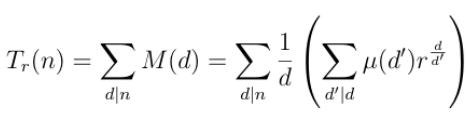 $T_r(n) = \sum_{d|n} M(d) = \sum_{d|n} \frac{1}{d} \left( \sum_{d'|d} \mu(d') r^{\frac{d}{d'}} \right)$